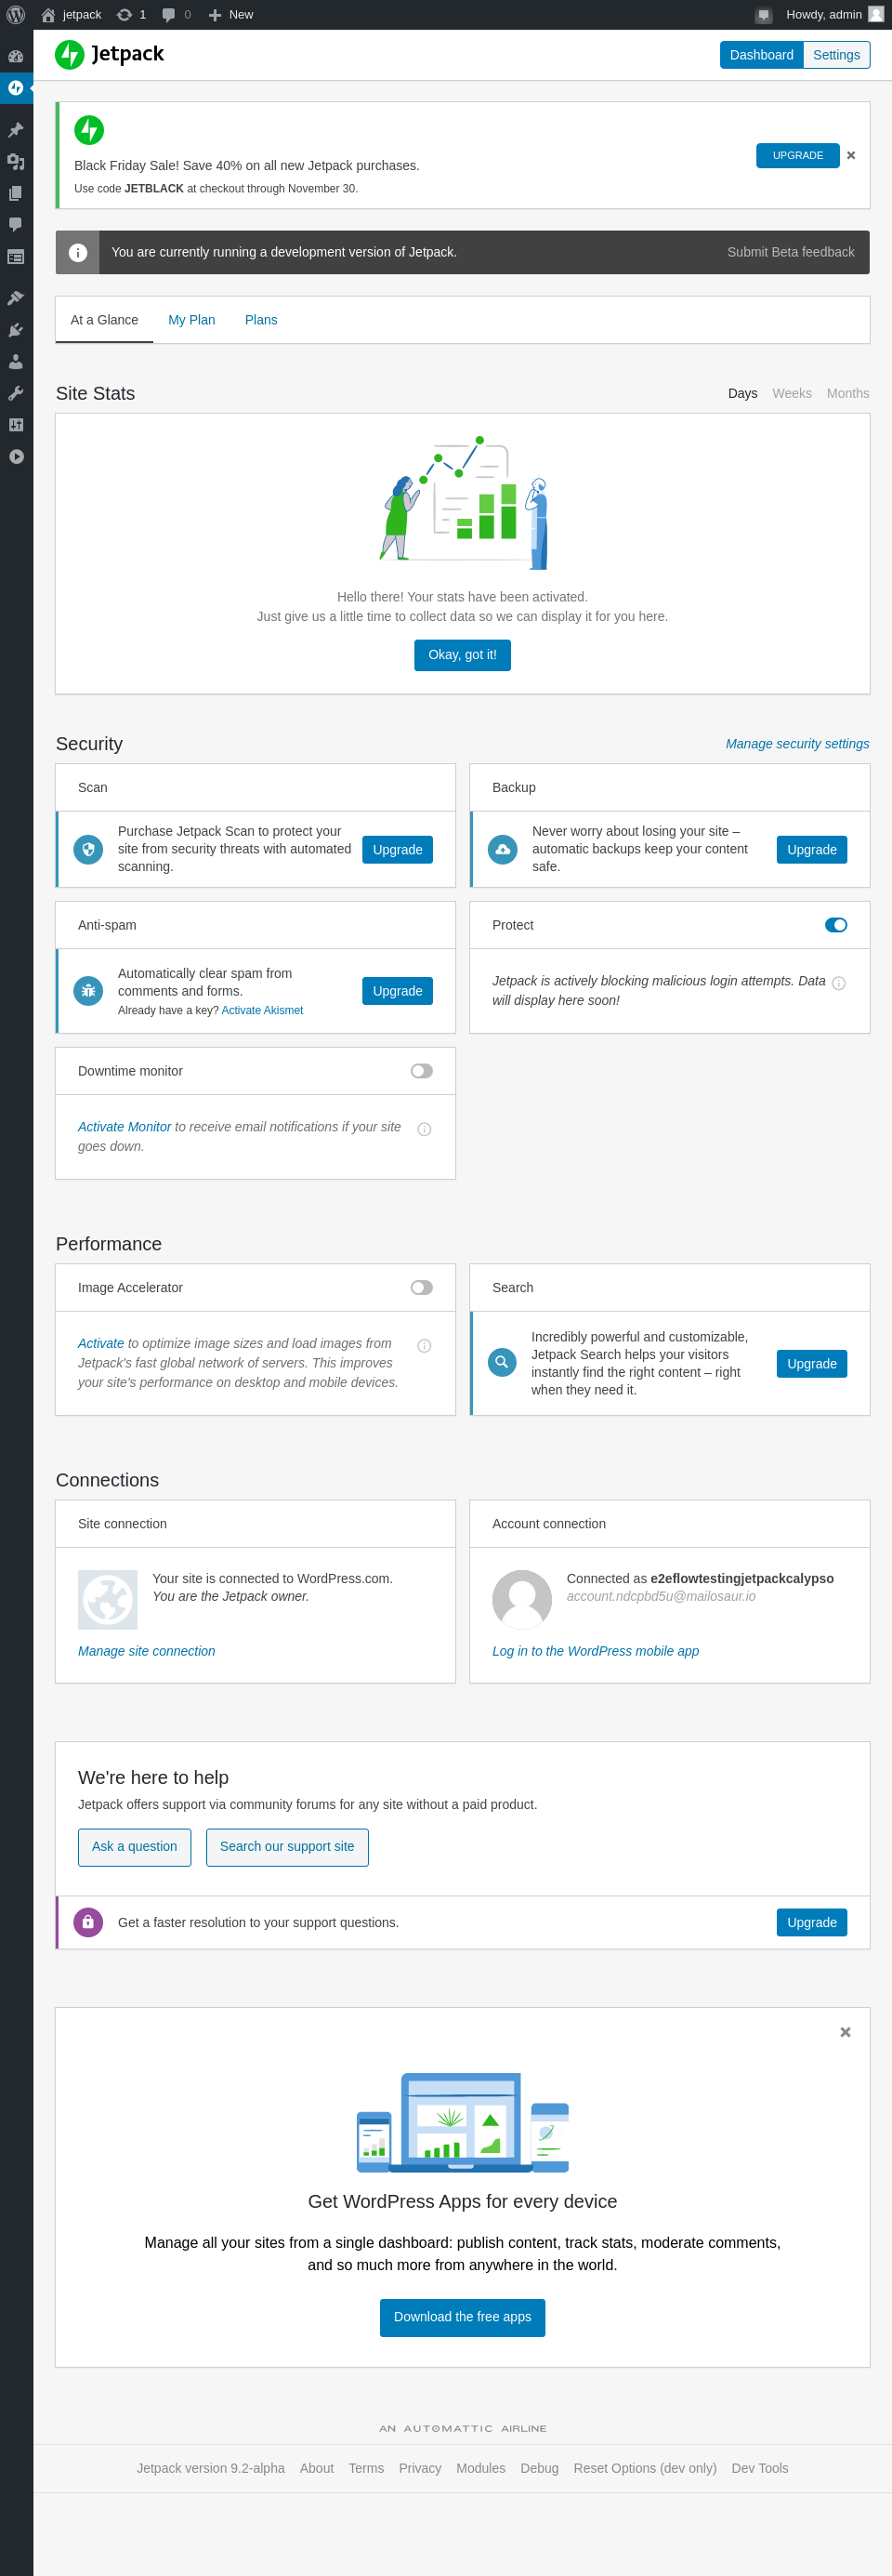 jetpack 1 0 New Howdy, admin
Jetpack Dashboard Settings
Black Friday Sale! Save 40% on all new Jetpack purchases.
UPGRADE
Use code JETBLACK at checkout through November 30.
You are currently running a development version of Jetpack. Submit Beta feedback
At a Glance My Plan Plans
Site Stats Days Weeks Months
Hello there! Your stats have been activated.
Just give us a little time to collect data so we can display it for you here.
Okay, got it!
Security Manage security settings
Scan
Purchase Jetpack Scan to protect your
site from security threats with automated
scanning.
Upgrade
Backup
Never worry about losing your site –
automatic backups keep your content
safe.
Upgrade
Anti-spam
Automatically clear spam from
comments and forms.
Already have a key? Activate Akismet
Upgrade
Protect
Jetpack is actively blocking malicious login attempts. Data
will display here soon!
Downtime monitor
Activate Monitor to receive email notifications if your site
goes down.
Performance
Image Accelerator
Activate to optimize image sizes and load images from
Jetpack's fast global network of servers. This improves
your site's performance on desktop and mobile devices.
Search
Incredibly powerful and customizable,
Jetpack Search helps your visitors
instantly find the right content – right
when they need it.
Upgrade
Connections
Site connection
Your site is connected to WordPress.com.
You are the Jetpack owner.
Manage site connection
Account connection
Connected as e2eflowtestingjetpackcalypso
account.ndcpbd5u@mailosaur.io
Log in to the WordPress mobile app
We're here to help
Jetpack offers support via community forums for any site without a paid product.
Ask a question Search our support site
Get a faster resolution to your support questions. Upgrade
Get WordPress Apps for every device
Manage all your sites from a single dashboard: publish content, track stats, moderate comments,
and so much more from anywhere in the world.
Download the free apps
AN AUTOMATTIC AIRLINE
Jetpack version 9.2-alpha About Terms Privacy Modules Debug Reset Options (dev only) Dev Tools